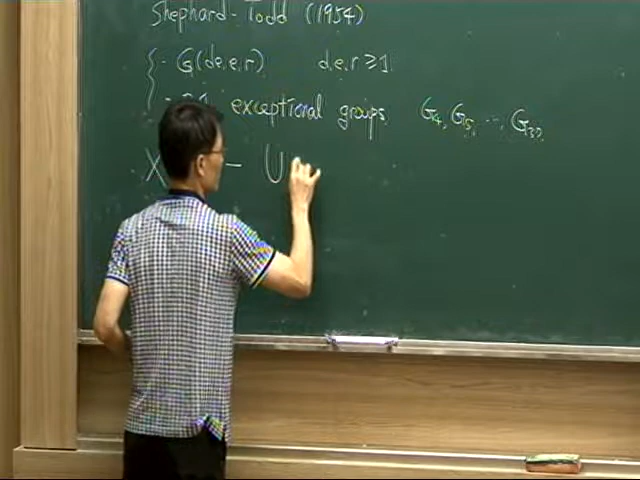 Shephard - Todd (1954)
- G(de,e,r) d,e,r ≥ 1
exceptional groups G₄, G₅, ..., G₃₇,
X - U